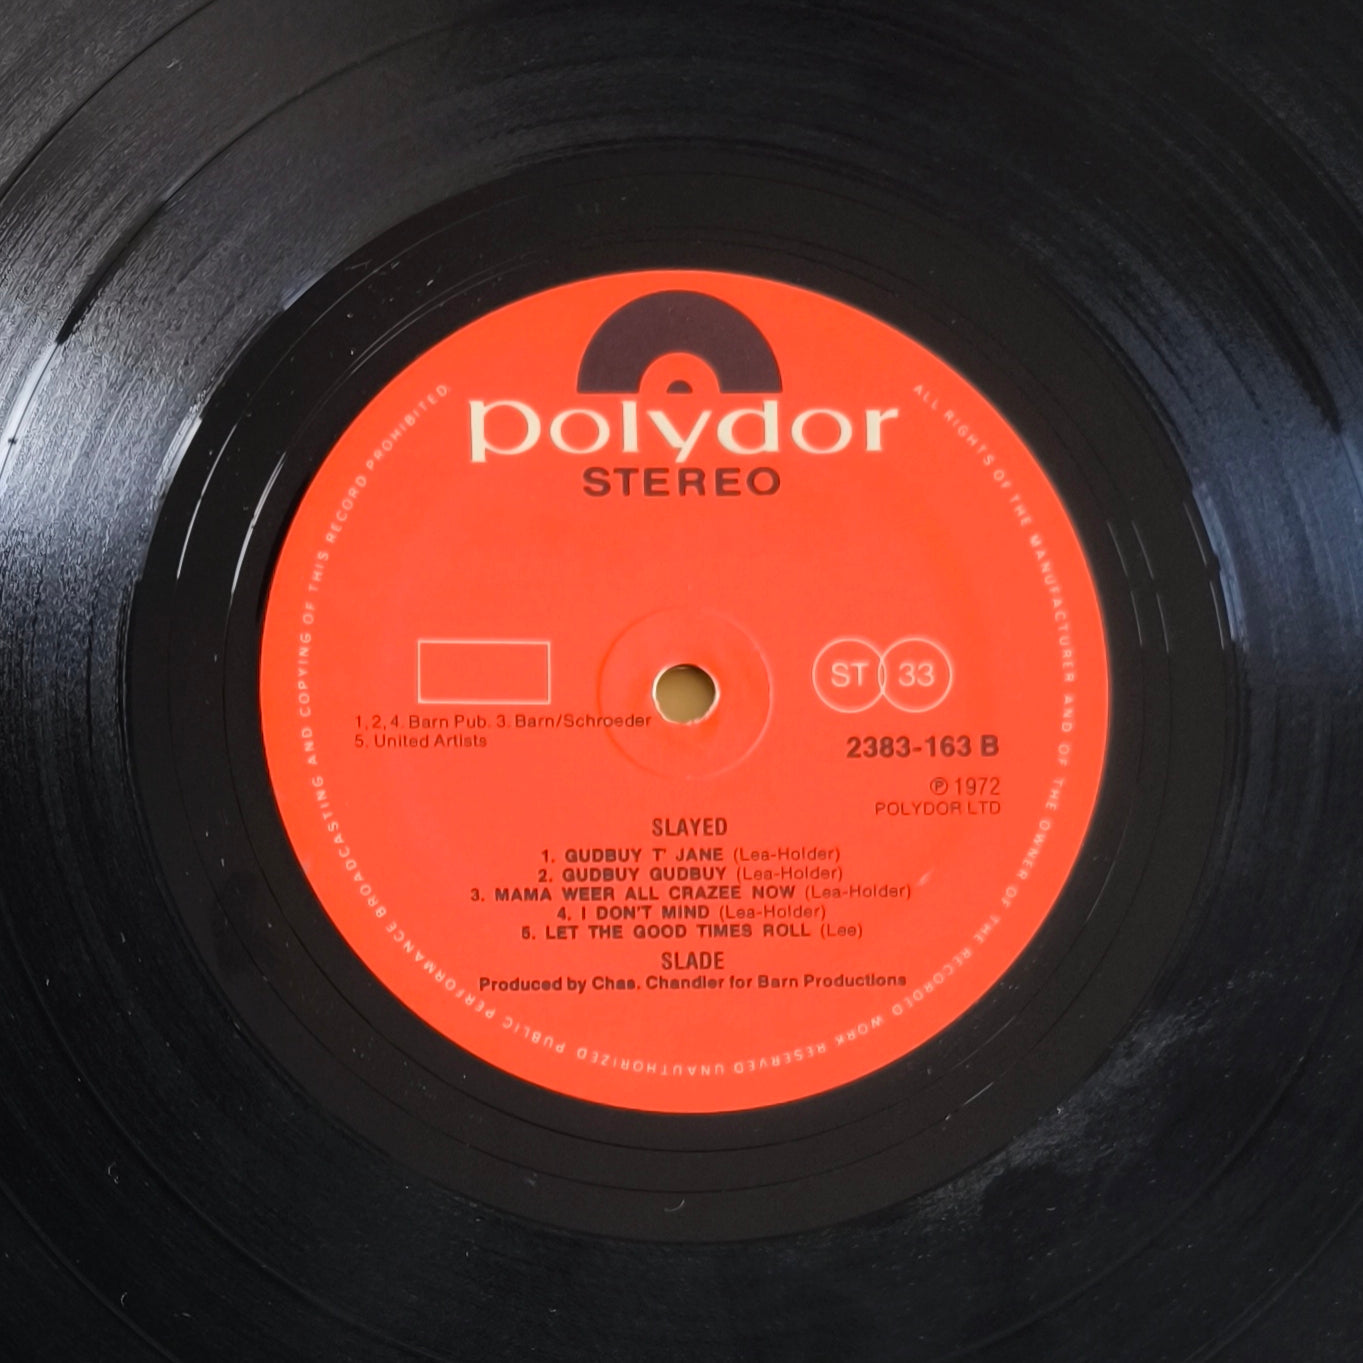 polydor
STEREO
ST 33
1,2,4. Barn Pub. 3. Barn/Schroeder
5. United Artists
2383-163 B
℗ 1972
POLYDOR LTD
SLAYED
1. GUDBUY T' JANE (Lea-Holder)
2. GUDBUY GUDBUY (Lea-Holder)
3. MAMA WEER ALL CRAZEE NOW (Lea-Holder)
4. I DON'T MIND (Lea-Holder)
5. LET THE GOOD TIMES ROLL (Lee)
SLADE
Produced by Chas. Chandler for Barn Productions
ALL RIGHTS OF THE MANUFACTURER AND OF THE OWNER OF THE RECORDED WORK RESERVED UNAUTHORIZED PUBLIC PERFORMANCE BROADCASTING AND COPYING OF THIS RECORD PROHIBITED